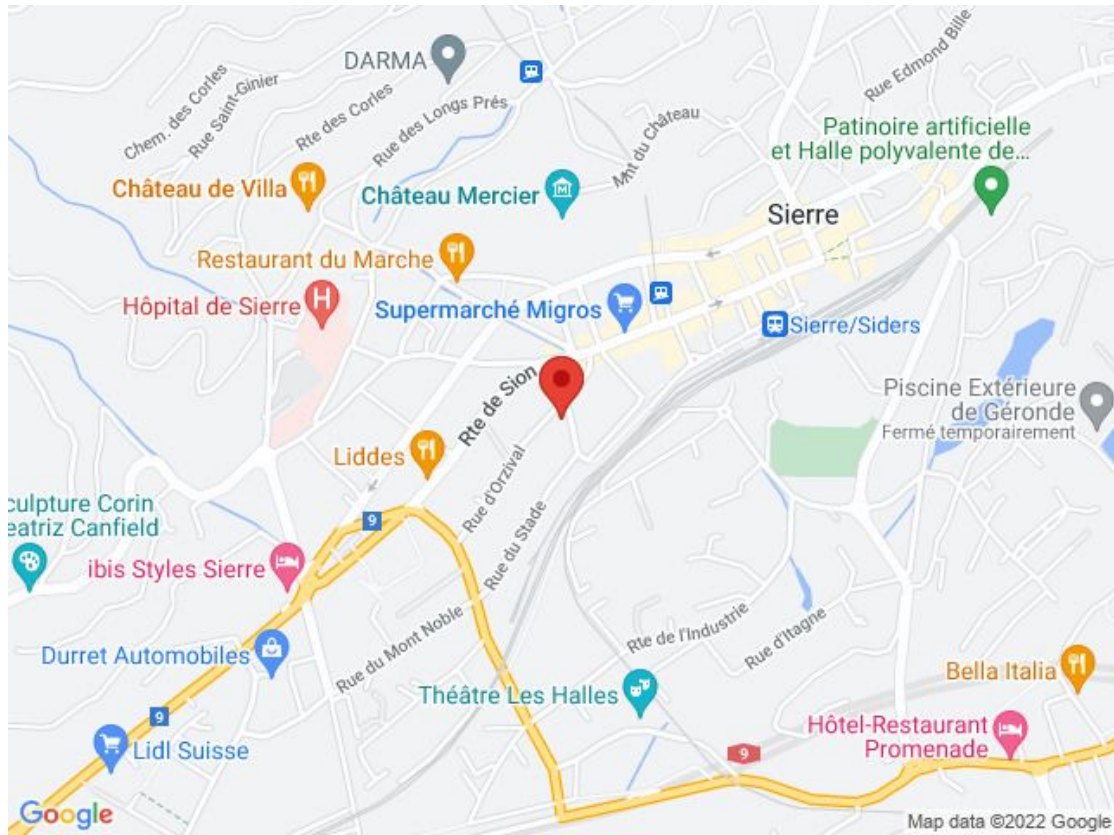 DARMA
Rue Edmond Bille
Chem. des Corles
Rue Saint-Ginier
Rte des Corles
Rue des Longs Prés
Mnt du Château
Patinoire artificielle
et Halle polyvalente de...
Château de Villa
Château Mercier
Sierre
Restaurant du Marche
Hôpital de Sierre
Supermarché Migros
Sierre/Siders
Rte de Sion
Piscine Extérieure
de Géronde
Fermé temporairement
Liddes
Rue d'Orzival
Rue du Stade
culpture Corin
eatriz Canfield
9
ibis Styles Sierre
Rue du Mont Noble
Rte de l'Industrie
Rue d'Itagne
Durret Automobiles
Bella Italia
Théâtre Les Halles
9
Hôtel-Restaurant
Promenade
9
Lidl Suisse
Google
Map data ©2022 Google